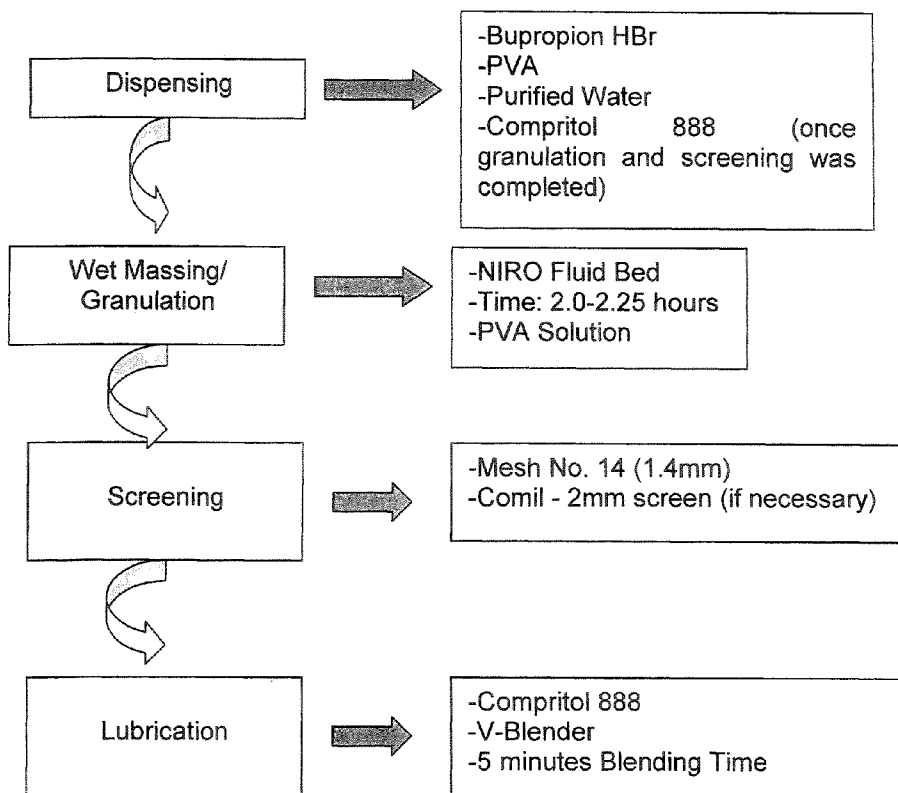 Dispensing
-Bupropion HBr
-PVA
-Purified Water
-Compritol 888 (once
granulation and screening was
completed)
Wet Massing/
Granulation
-NIRO Fluid Bed
-Time: 2.0-2.25 hours
-PVA Solution
Screening
-Mesh No. 14 (1.4mm)
-Comil - 2mm screen (if necessary)
Lubrication
-Compritol 888
-V-Blender
-5 minutes Blending Time